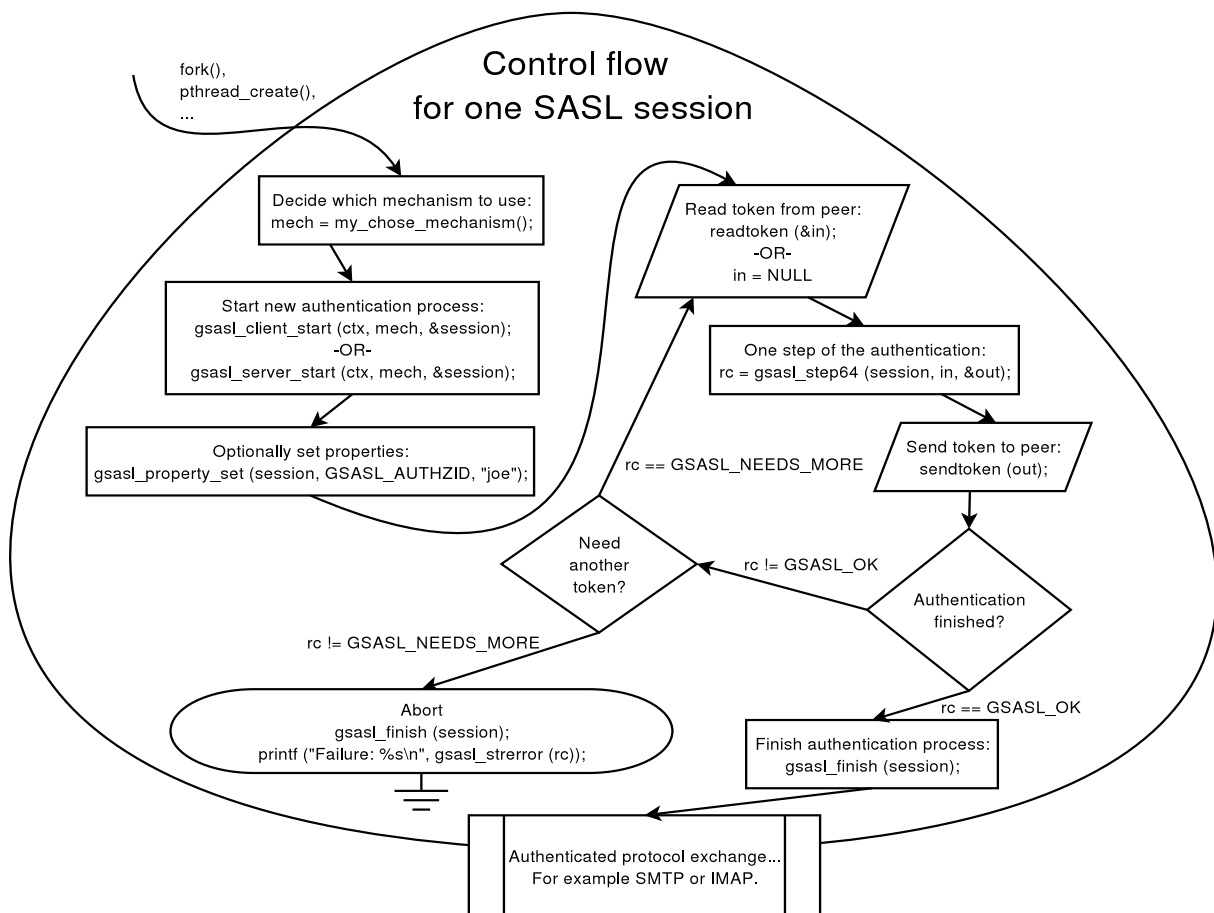 Control flow
for one SASL session
fork(),
pthread_create(),
...
Decide which mechanism to use:
mech = my_chose_mechanism();
Start new authentication process:
gsasl_client_start (ctx, mech, &session);
-OR-
gsasl_server_start (ctx, mech, &session);
Optionally set properties:
gsasl_property_set (session, GSASL_AUTHZID, "joe");
Read token from peer:
readtoken (&in);
-OR-
in = NULL
One step of the authentication:
rc = gsasl_step64 (session, in, &out);
Send token to peer:
sendtoken (out);
rc == GSASL_NEEDS_MORE
Need
another
token?
rc != GSASL_OK
Authentication
finished?
rc != GSASL_NEEDS_MORE
rc == GSASL_OK
Abort
gsasl_finish (session);
printf ("Failure: %s\n", gsasl_strerror (rc));
Finish authentication process:
gsasl_finish (session);
Authenticated protocol exchange...
For example SMTP or IMAP.